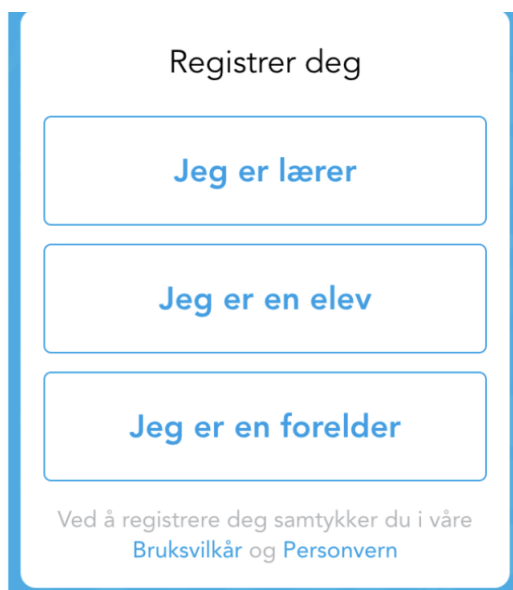 Registrer deg
Jeg er lærer
Jeg er en elev
Jeg er en forelder
Ved å registrere deg samtykker du i våre
Bruksvilkår og Personvern